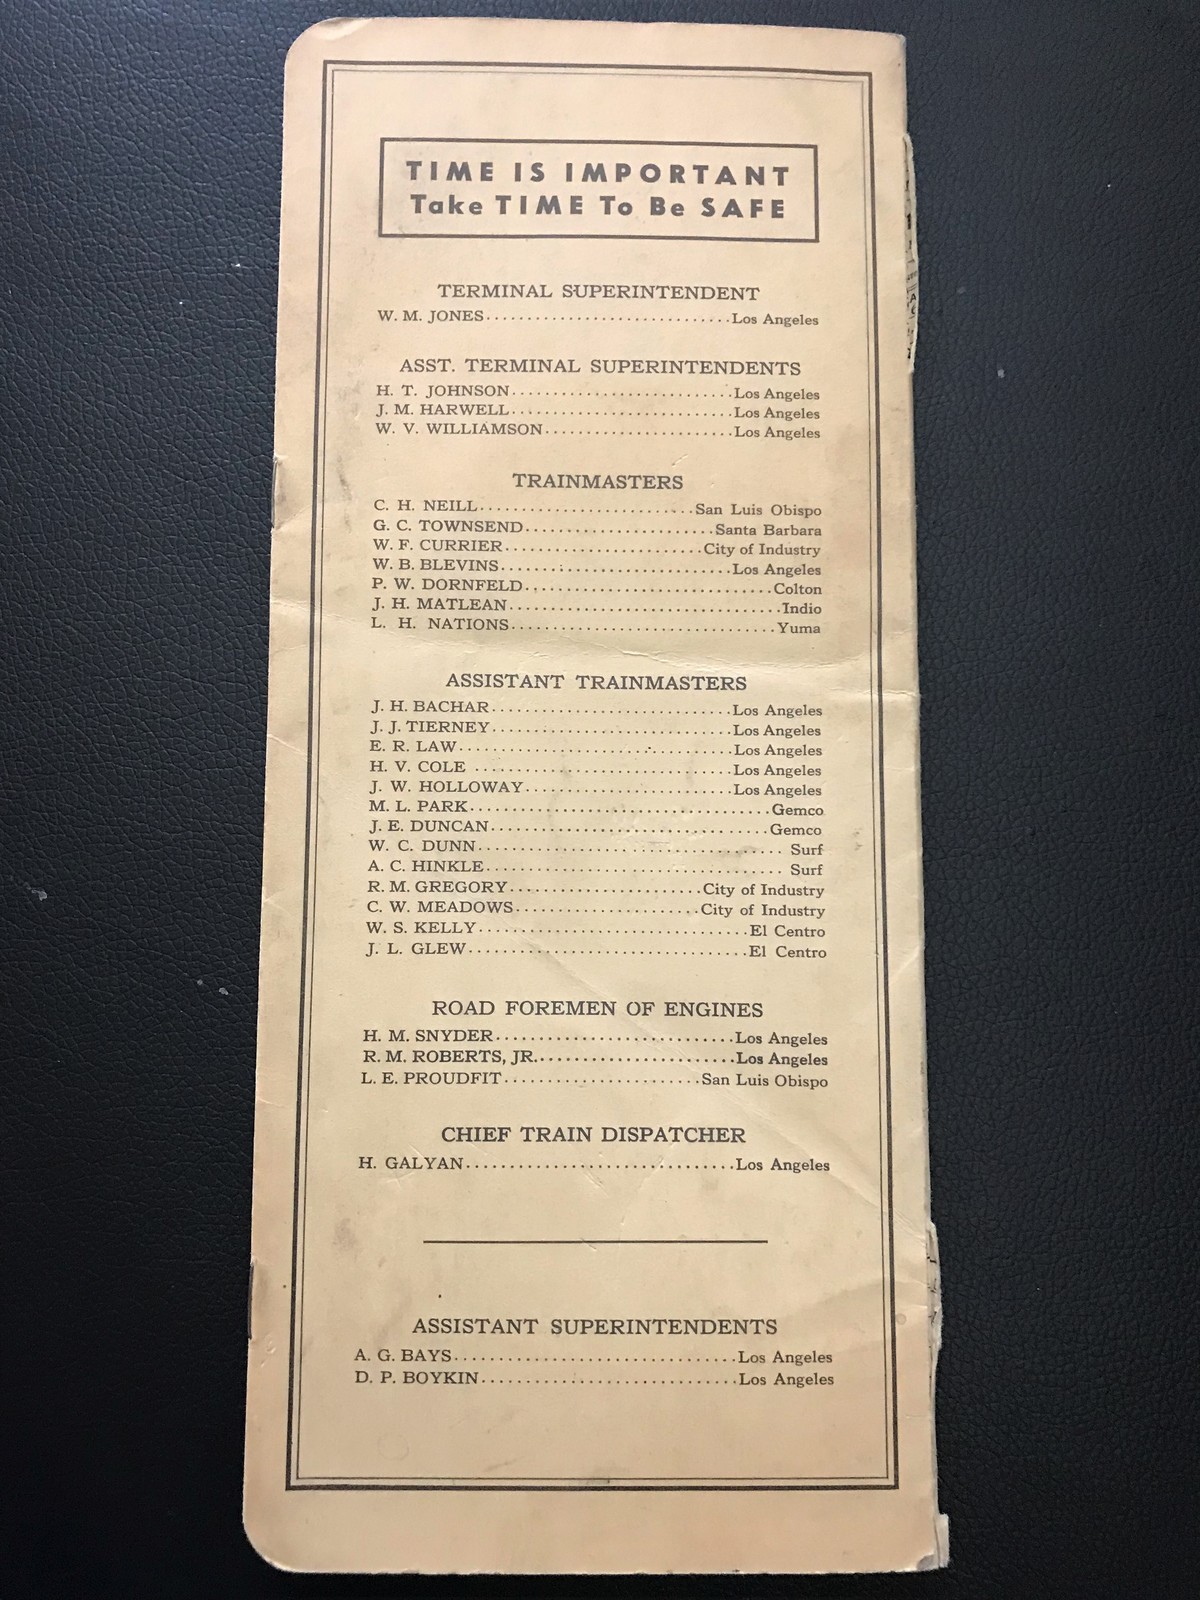 TIME IS IMPORTANT
Take TIME To Be SAFE
TERMINAL SUPERINTENDENT
W. M. JONES............................Los Angeles
ASST. TERMINAL SUPERINTENDENTS
H. T. JOHNSON..........................Los Angeles
J. M. HARWELL..........................Los Angeles
W. V. WILLIAMSON......................Los Angeles
TRAINMASTERS
C. H. NEILL.........................San Luis Obispo
G. C. TOWNSEND......................Santa Barbara
W. F. CURRIER.......................City of Industry
W. B. BLEVINS...........................Los Angeles
P. W. DORNFELD.............................Colton
J. H. MATLEAN...............................Indio
L. H. NATIONS...............................Yuma
ASSISTANT TRAINMASTERS
J. H. BACHAR............................Los Angeles
J. J. TIERNEY............................Los Angeles
E. R. LAW................................Los Angeles
H. V. COLE ..............................Los Angeles
J. W. HOLLOWAY........................Los Angeles
M. L. PARK...................................Gemco
J. E. DUNCAN................................Gemco
W. C. DUNN................................... Surf
A. C. HINKLE.................................. Surf
R. M. GREGORY......................City of Industry
C. W. MEADOWS.....................City of Industry
W. S. KELLY...............................El Centro
J. L. GLEW................................El Centro
ROAD FOREMEN OF ENGINES
H. M. SNYDER............................Los Angeles
R. M. ROBERTS, JR.......................Los Angeles
L. E. PROUDFIT.......................San Luis Obispo
CHIEF TRAIN DISPATCHER
H. GALYAN...............................Los Angeles
ASSISTANT SUPERINTENDENTS
A. G. BAYS................................Los Angeles
D. P. BOYKIN.............................Los Angeles